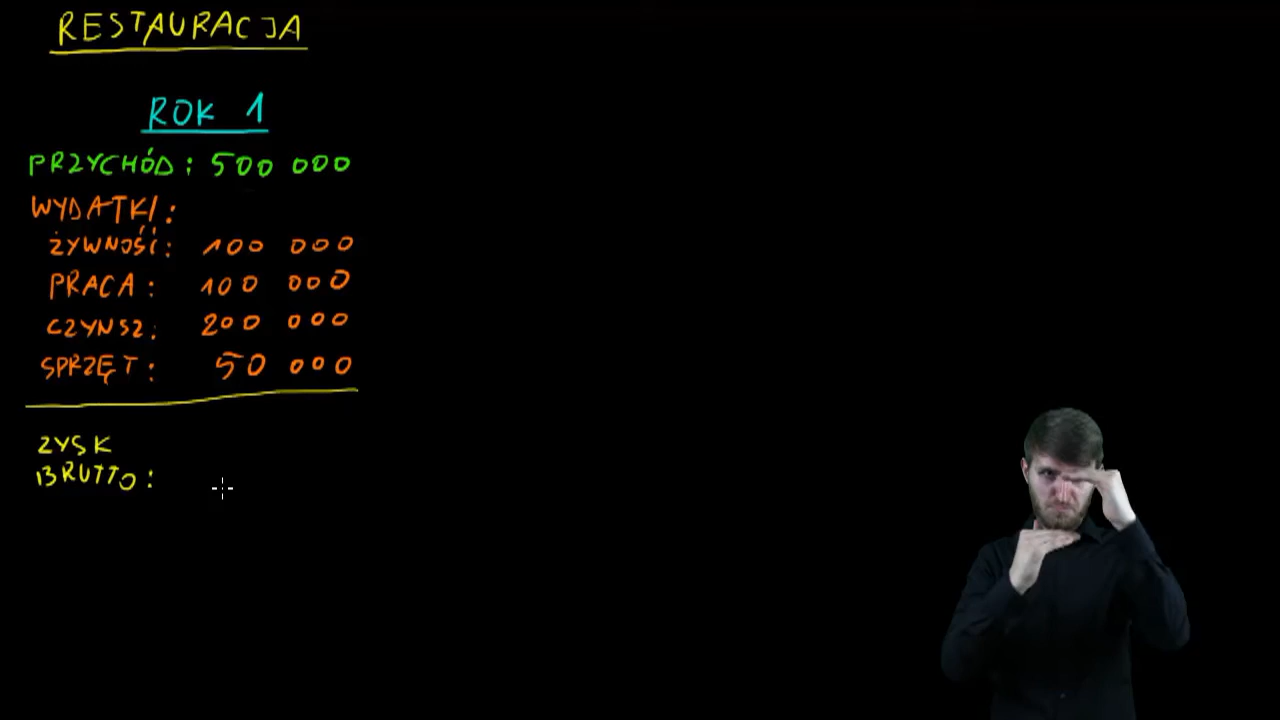 RESTAURACJA
ROK 1
PRZYCHÓD: 500 000
WYDATKI:
ŻYWNOŚĆ: 100 000
PRACA: 100 000
CZYNSZ: 200 000
SPRZĘT: 50 000
ZYSK
BRUTTO: